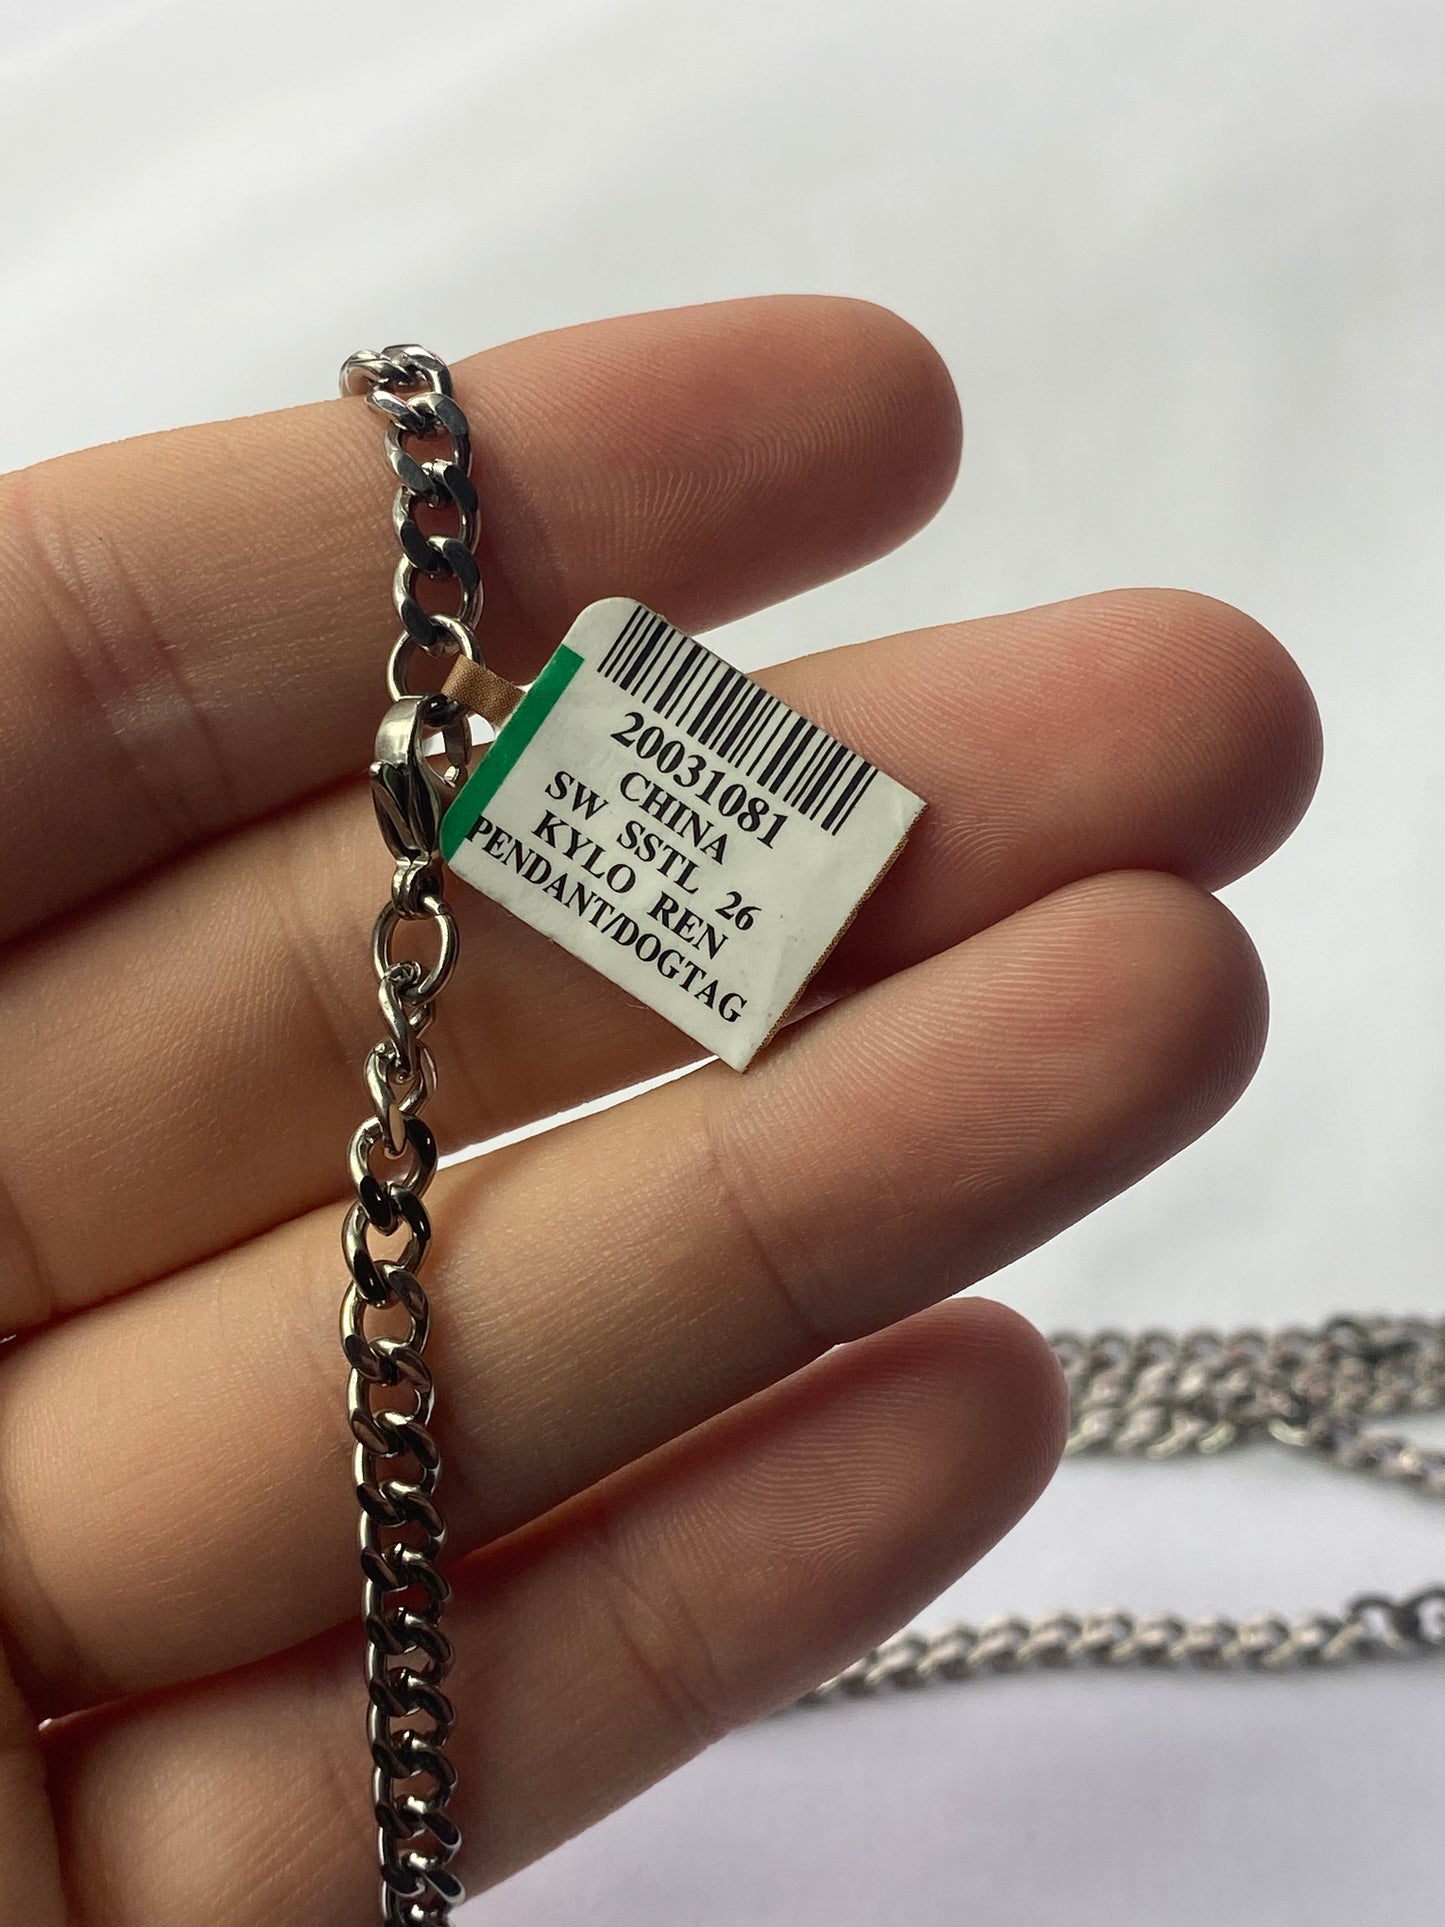 20031081
CHINA
SW SSTL 26
KYLO REN
PENDANT/DOGTAG